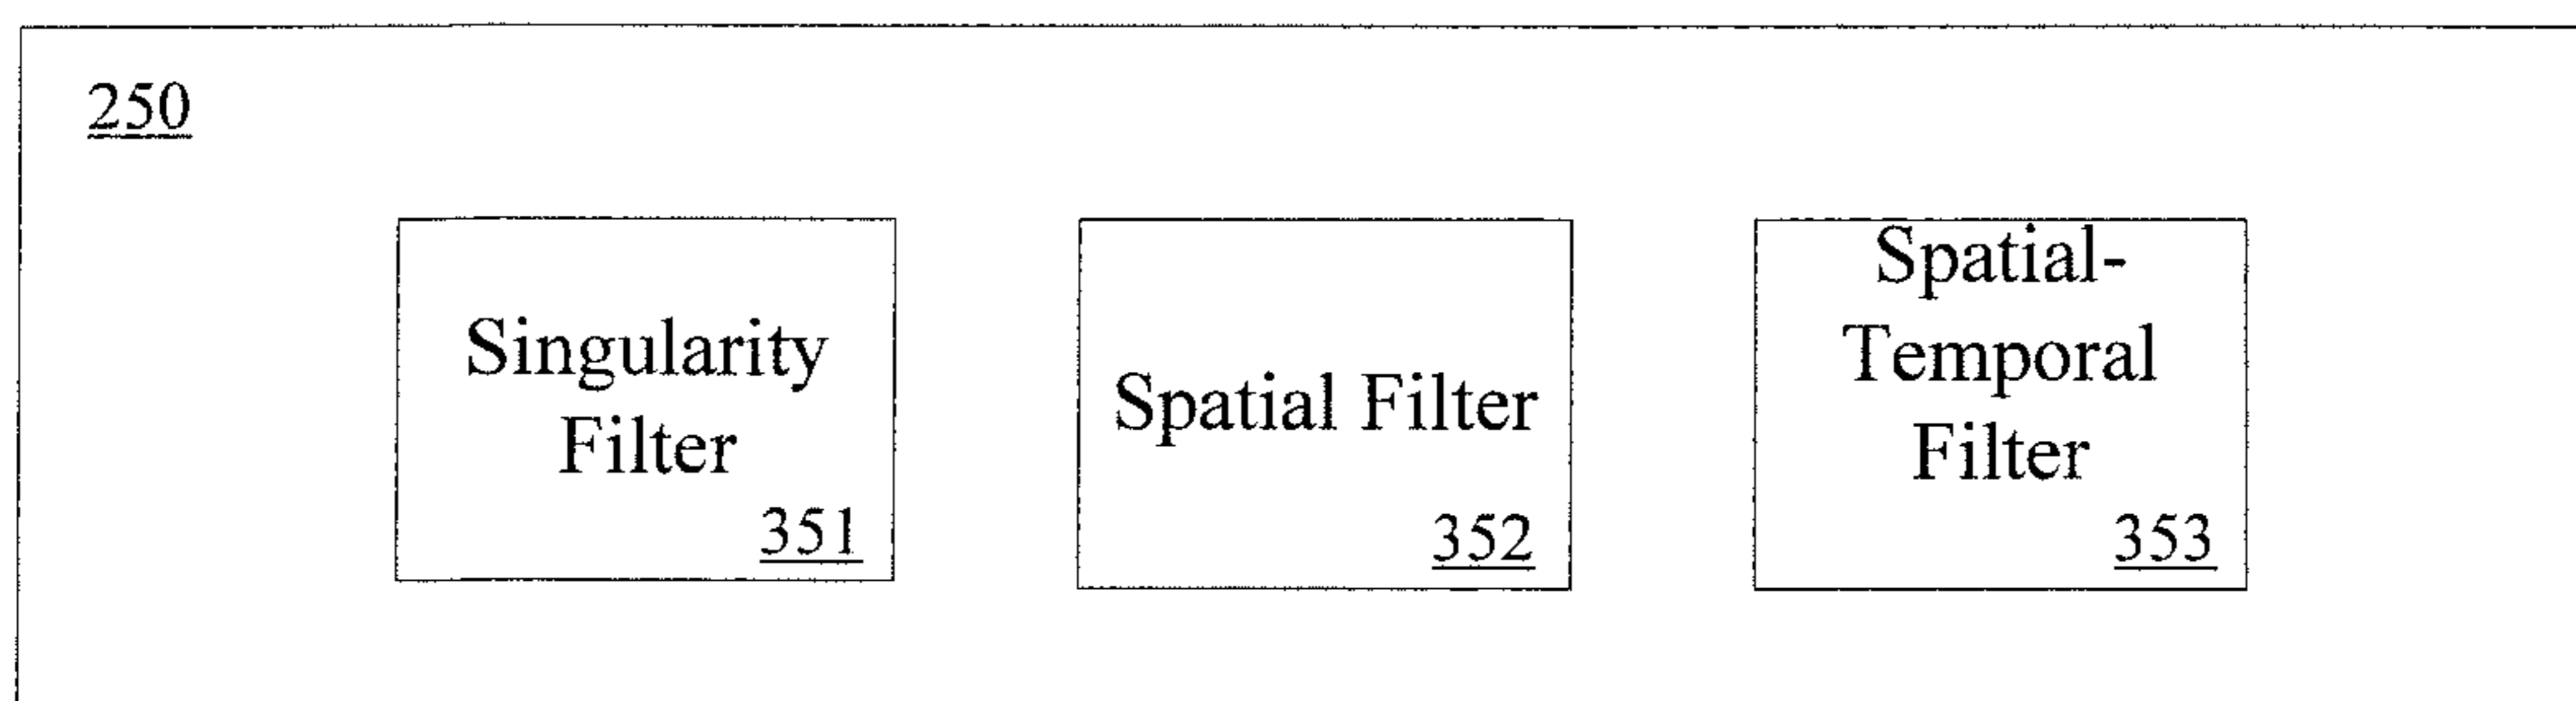 250
Singularity
Filter
351
Spatial Filter
352
Spatial-
Temporal
Filter
353